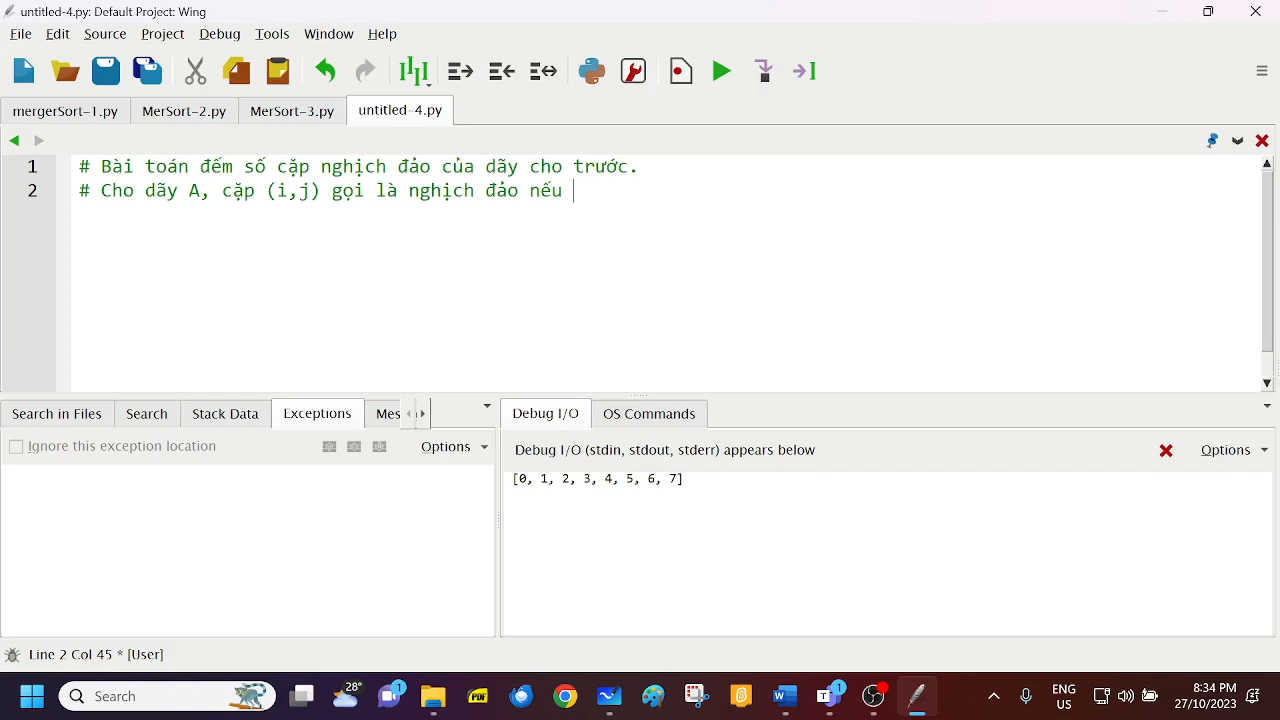 untitled-4.py: Default Project: Wing
File Edit Source Project Debug Tools Window Help
mergerSort-1.py MerSort-2.py MerSort-3.py untitled-4.py
1 # Bài toán đếm số cặp nghịch đảo của dãy cho trước.
2 # Cho dãy A, cặp (i,j) gọi là nghịch đảo nếu
Search in Files Search Stack Data Exceptions Mes Debug I/O OS Commands
Ignore this exception location Options Debug I/O (stdin, stdout, stderr) appears below Options
[0, 1, 2, 3, 4, 5, 6, 7]
Line 2 Col 45 * [User]
Search 28° 1 PDF 1 ENG US 8:34 PM 27/10/2023